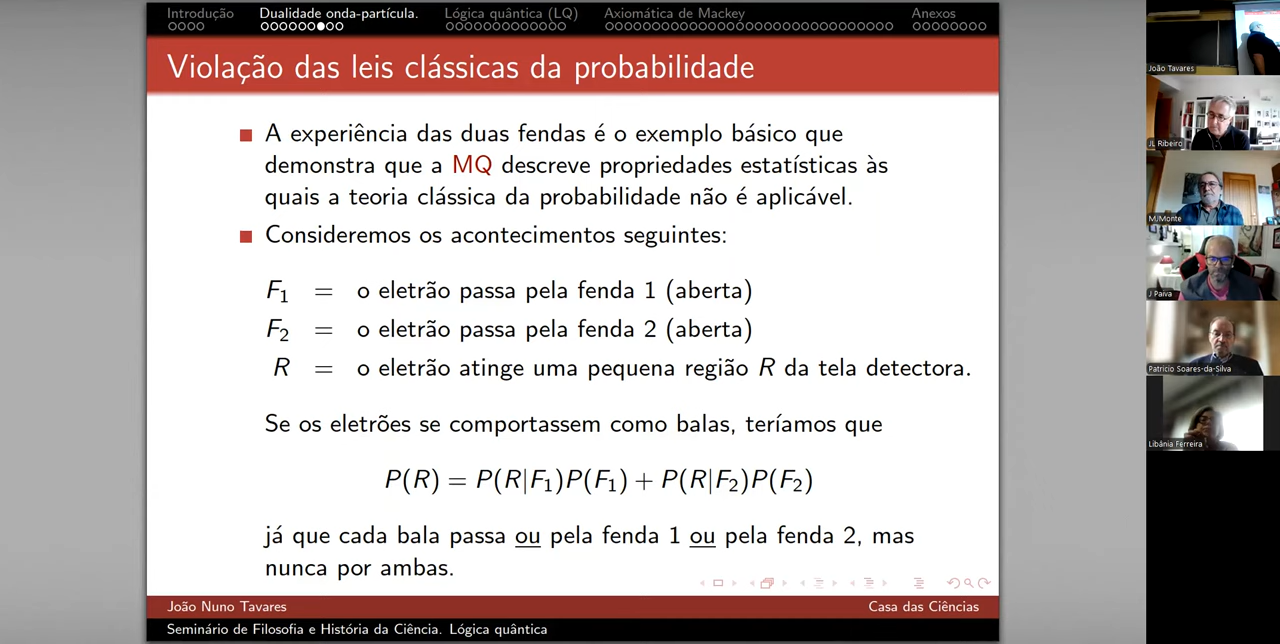 Introdução Dualidade onda-partícula. Lógica quântica (LQ) Axiomática de Mackey Anexos
Violação das leis clássicas da probabilidade
A experiência das duas fendas é o exemplo básico que
demonstra que a MQ descreve propriedades estatísticas às
quais a teoria clássica da probabilidade não é aplicável.
Consideremos os acontecimentos seguintes:
F₁ = o eletrão passa pela fenda 1 (aberta)
F₂ = o eletrão passa pela fenda 2 (aberta)
R = o eletrão atinge uma pequena região R da tela detectora.
Se os eletrões se comportassem como balas, teríamos que
P(R) = P(R|F₁)P(F₁) + P(R|F₂)P(F₂)
já que cada bala passa ou pela fenda 1 ou pela fenda 2, mas
nunca por ambas.
João Nuno Tavares Casa das Ciências
Seminário de Filosofia e História da Ciência. Lógica quântica
João Tavares
JL Ribeiro
MJMonte
J Paiva
Patricio Soares-da-Silva
Libânia Ferreira